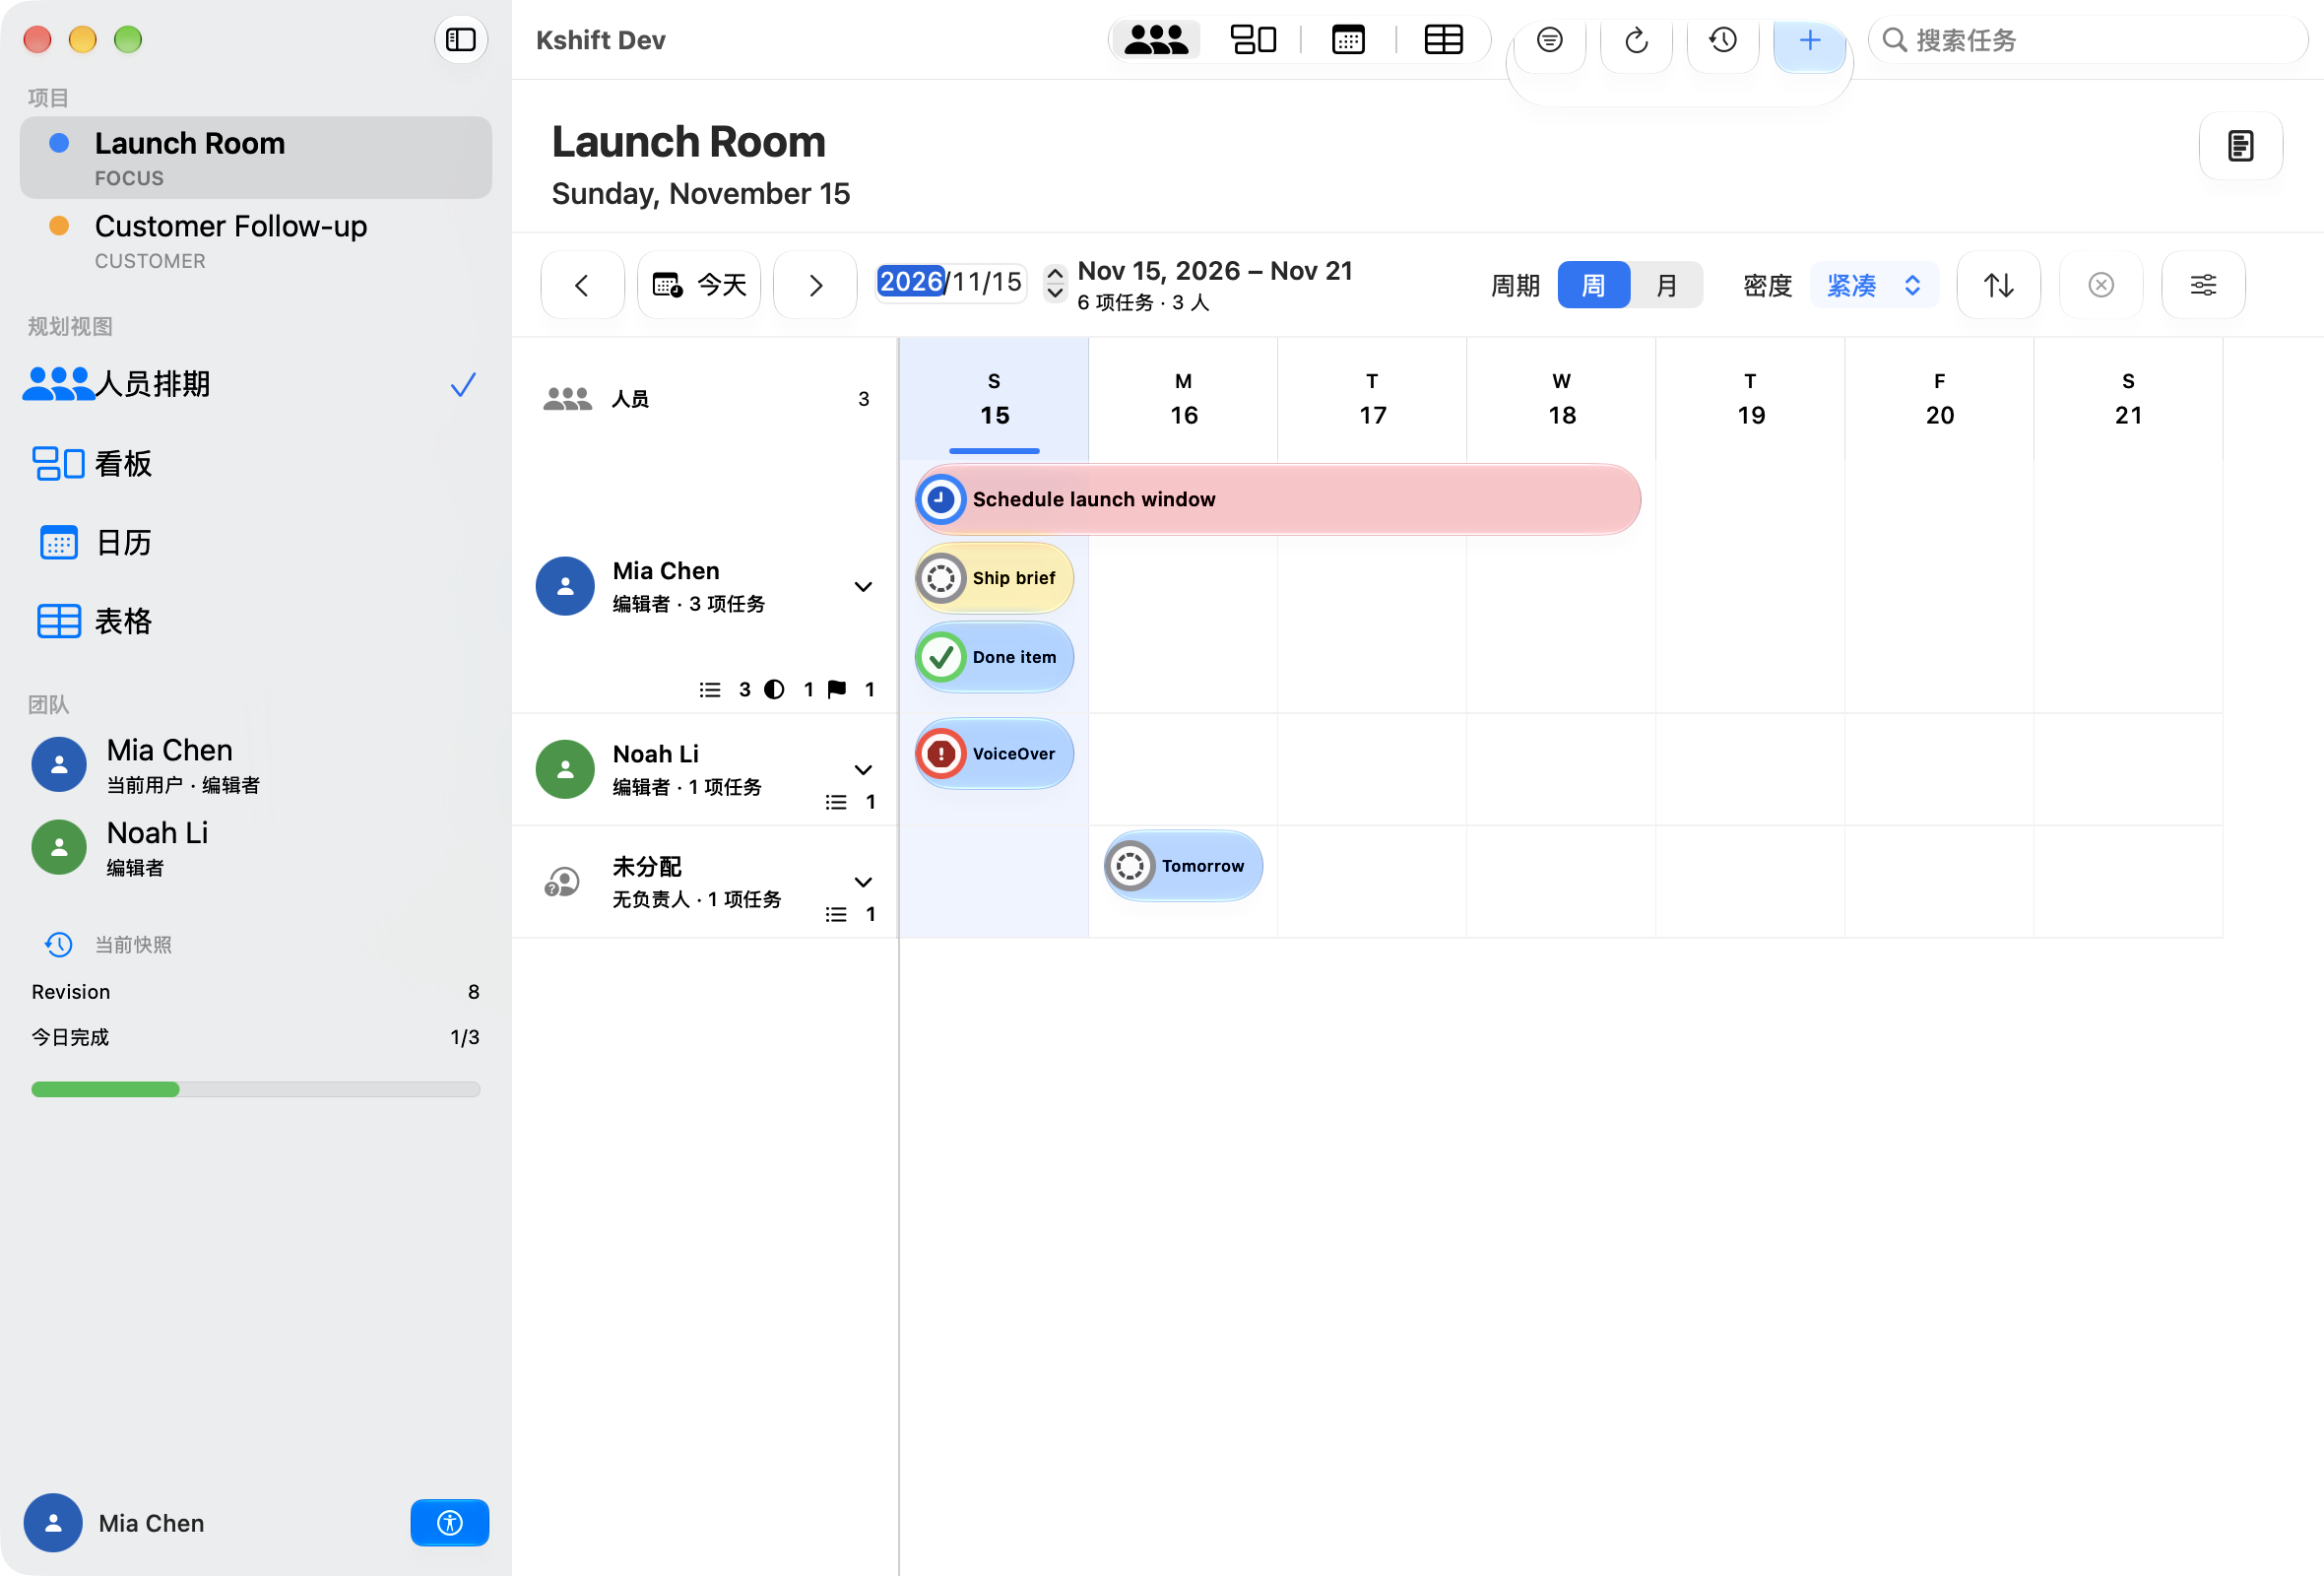 Kshift Dev
搜索任务
项目
Launch Room
FOCUS
Customer Follow-up
CUSTOMER
规划视图
人员排期
看板
日历
表格
团队
Mia Chen
当前用户 · 编辑者
Noah Li
编辑者
当前快照
Revision 8
今日完成 1/3
Mia Chen
Launch Room
Sunday, November 15
今天
2026/11/15
Nov 15, 2026 – Nov 21
6 项任务 · 3 人
周期 周 月
密度 紧凑
人员 3
S M T W T F S
15 16 17 18 19 20 21
Mia Chen
编辑者 · 3 项任务
3 1 1
Schedule launch window
Ship brief
Done item
Noah Li
编辑者 · 1 项任务
1
VoiceOver
未分配
无负责人 · 1 项任务
1
Tomorrow